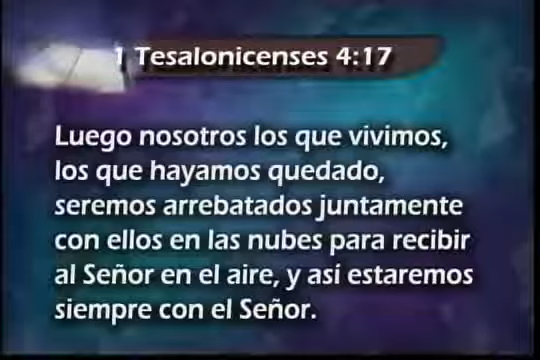 1 Tesalonicenses 4:17
Luego nosotros los que vivimos,
los que hayamos quedado,
seremos arrebatados juntamente
con ellos en las nubes para recibir
al Señor en el aire, y así estaremos
siempre con el Señor.